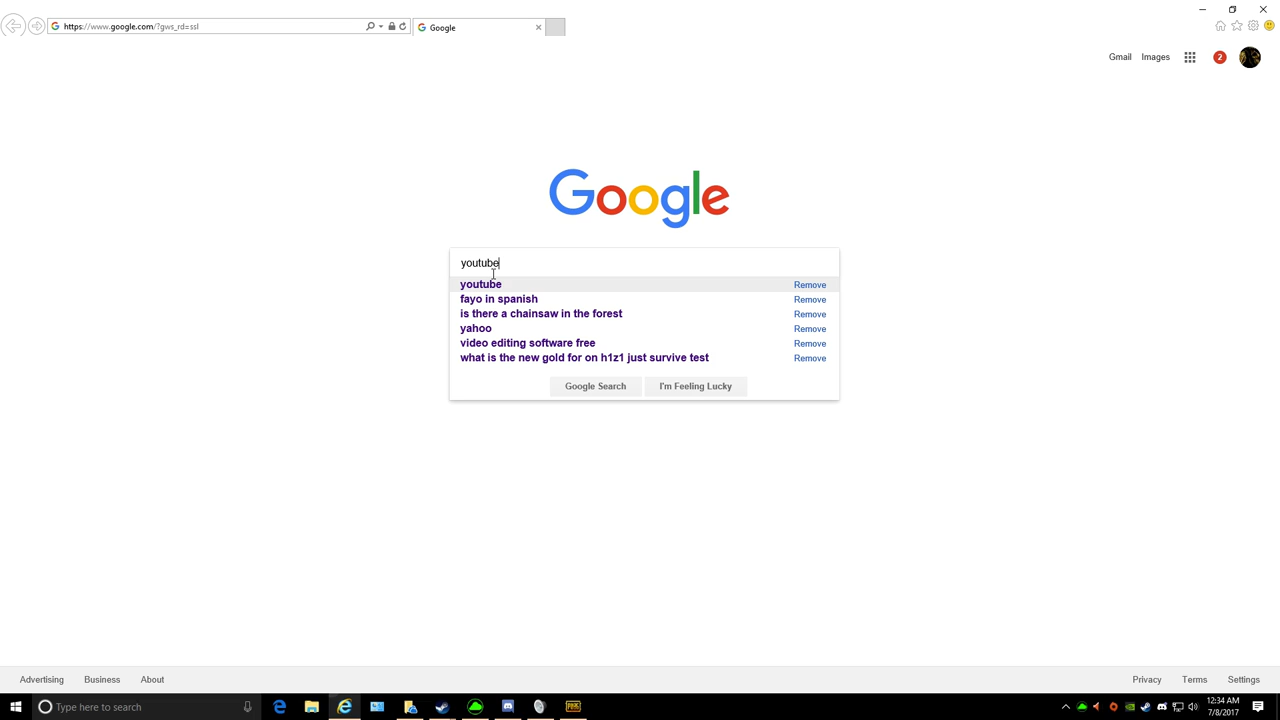 https://www.google.com/?gws_rd=ssl
Google
Gmail Images 2
Google
youtube
youtube Remove
fayo in spanish Remove
is there a chainsaw in the forest Remove
yahoo Remove
video editing software free Remove
what is the new gold for on h1z1 just survive test Remove
Google Search I'm Feeling Lucky
Advertising Business About Privacy Terms Settings
Type here to search
12:34 AM
7/8/2017